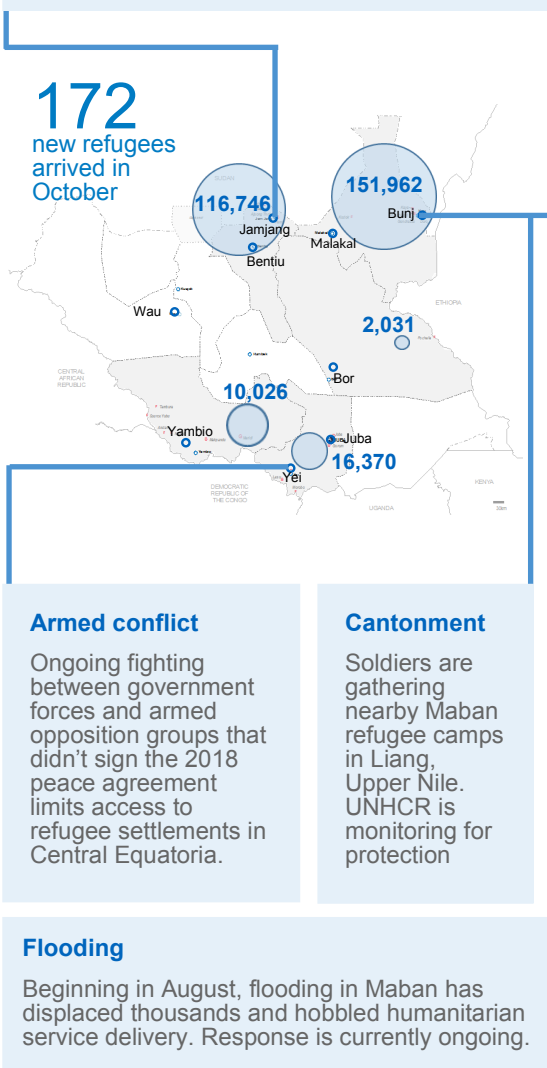 172
new refugees
arrived in
October
SUDAN
116,746
151,962
Jamjang
Bunj
Malakal
Bentiu
Wau
ETHIOPIA
2,031
CENTRAL
AFRICAN
REPUBLIC
Bor
10,026
Yambio
Juba
16,370
Yei
DEMOCRATIC
REPUBLIC OF
THE CONGO
KENYA
UGANDA
Armed conflict
Ongoing fighting
between government
forces and armed
opposition groups that
didn’t sign the 2018
peace agreement
limits access to
refugee settlements in
Central Equatoria.
Cantonment
Soldiers are
gathering
nearby Maban
refugee camps
in Liang,
Upper Nile.
UNHCR is
monitoring for
protection
Flooding
Beginning in August, flooding in Maban has
displaced thousands and hobbled humanitarian
service delivery. Response is currently ongoing.